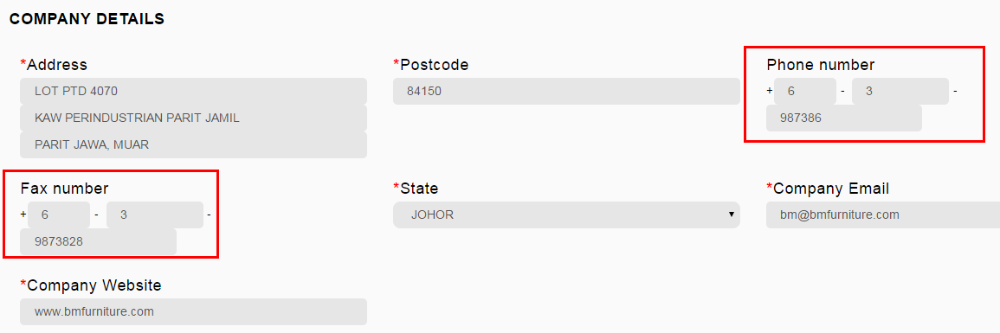 COMPANY DETAILS
*Address
LOT PTD 4070
KAW PERINDUSTRIAN PARIT JAMIL
PARIT JAWA, MUAR
*Postcode
84150
Phone number
+ 6 - 3 -
987386
Fax number
+ 6 - 3 -
9873828
*State
JOHOR
*Company Email
bm@bmfurniture.com
*Company Website
www.bmfurniture.com